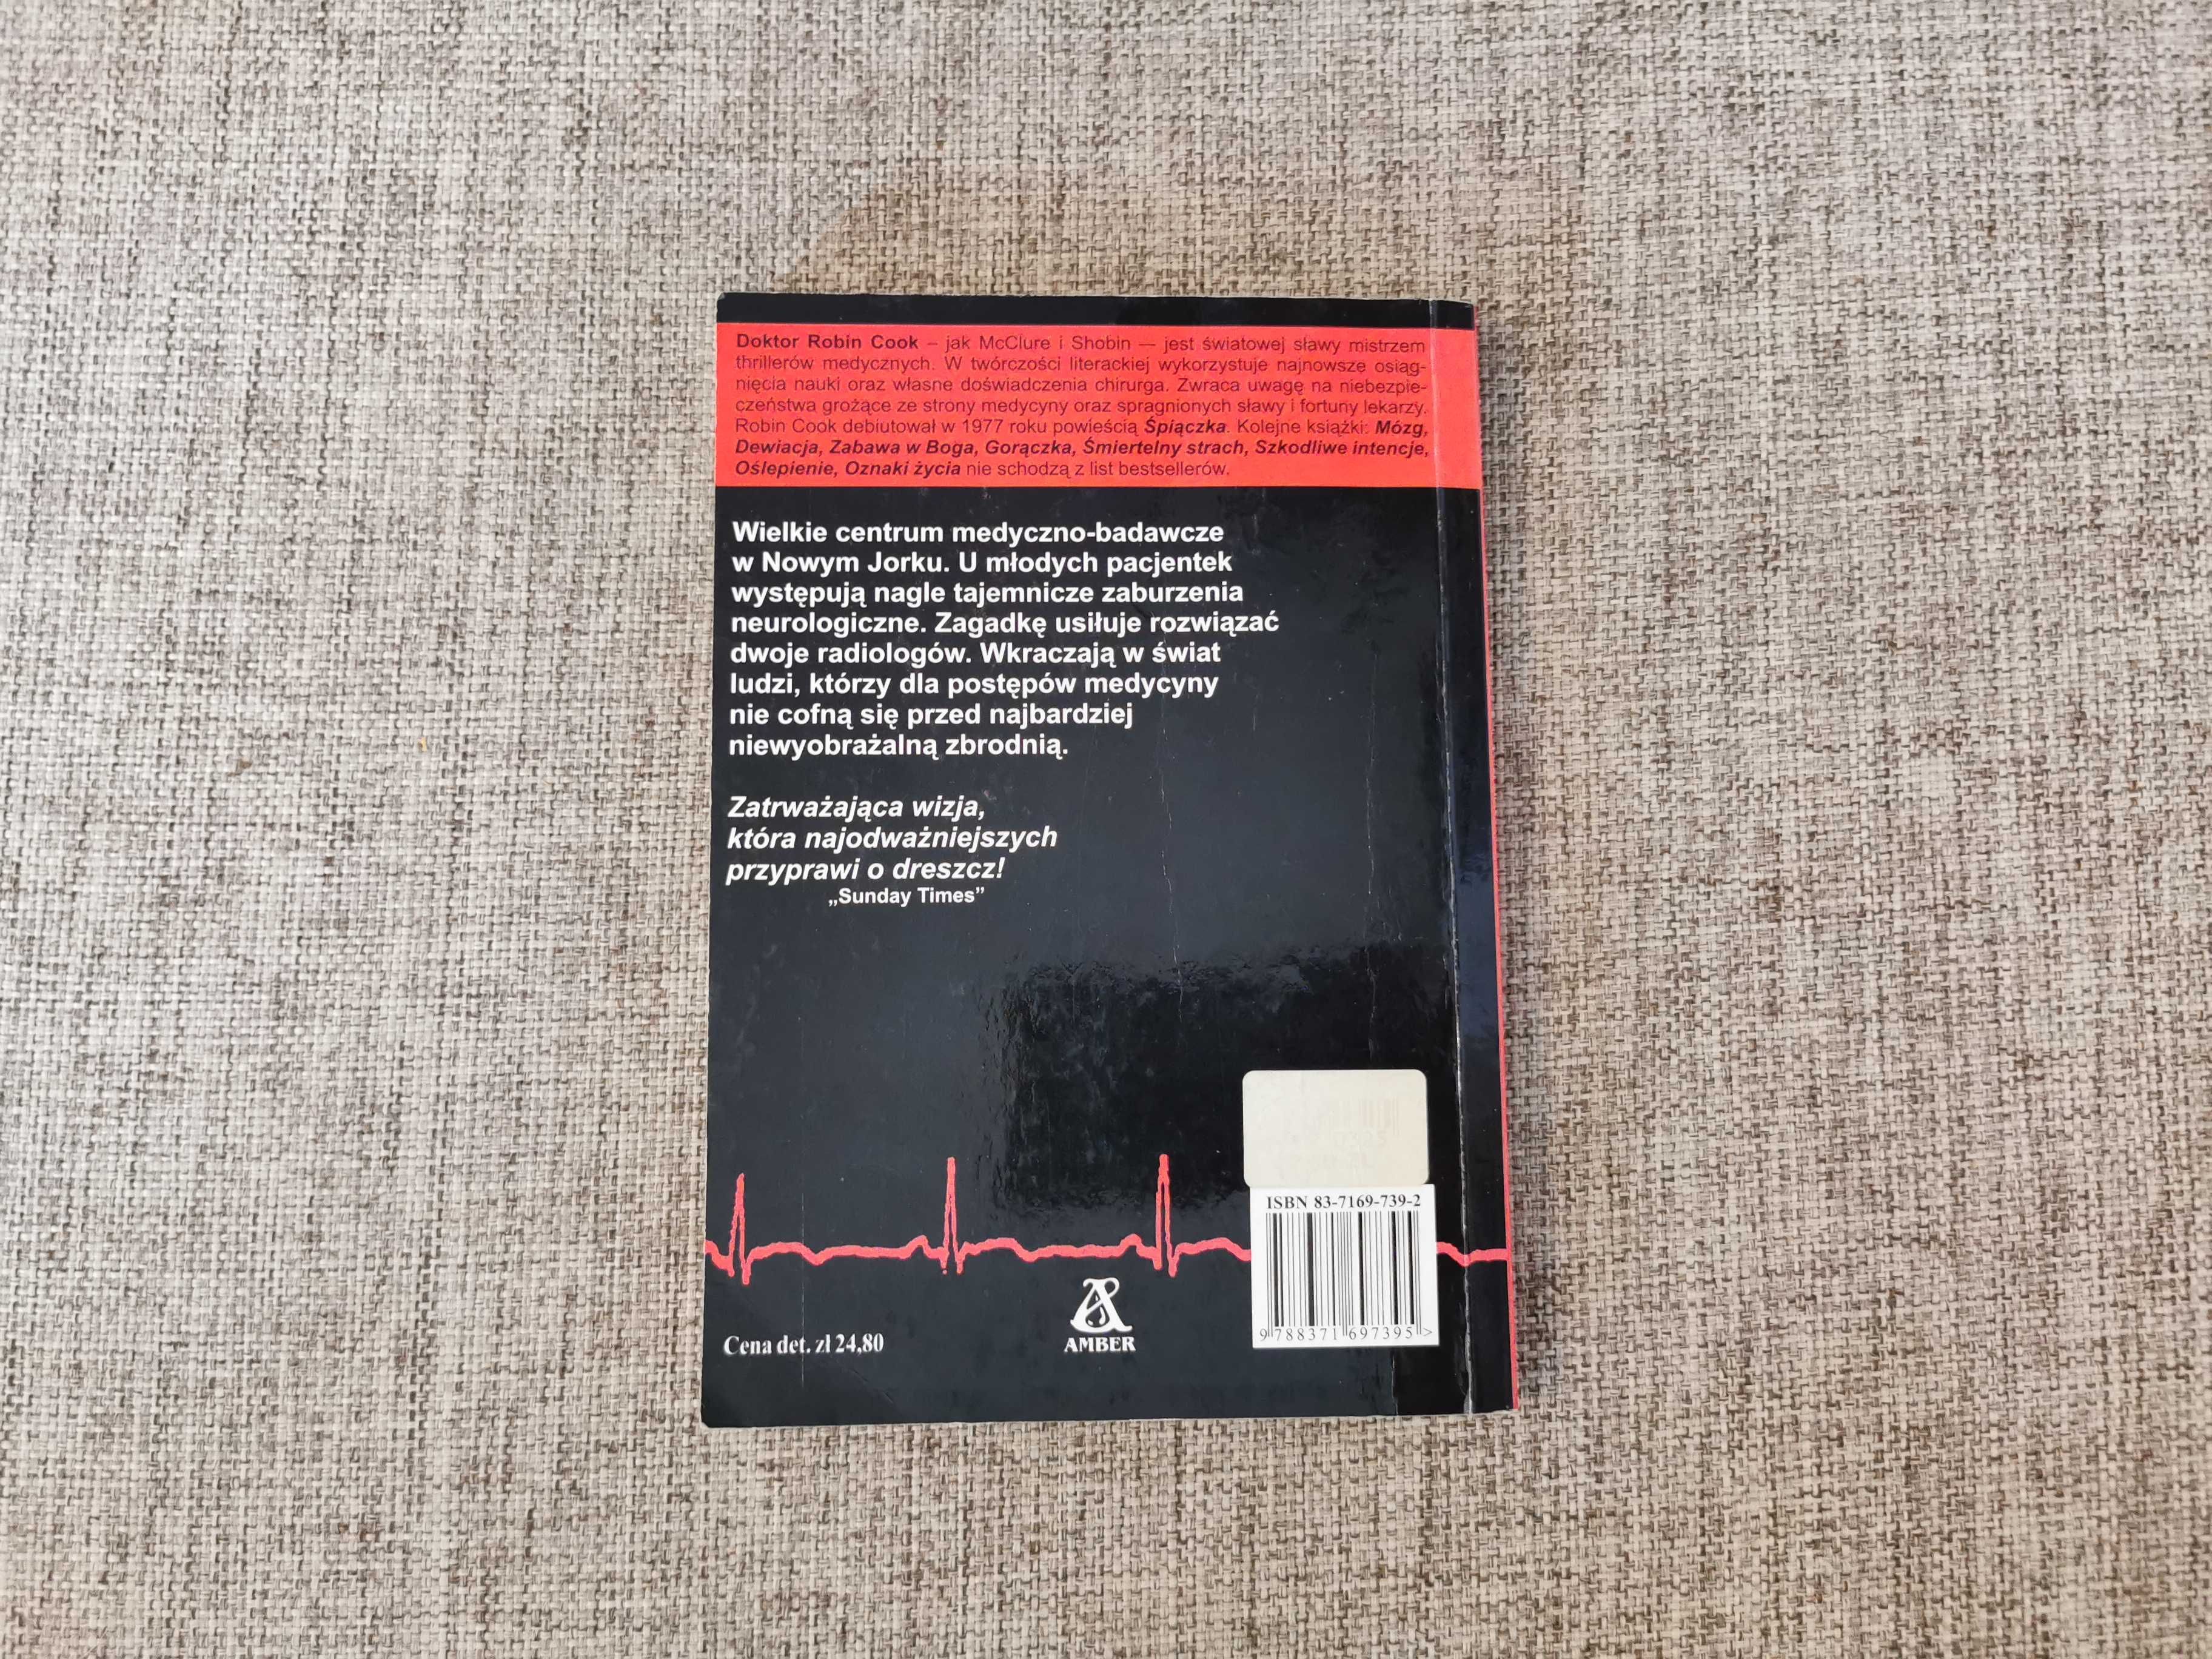 Doktor Robin Cook – jak McClure i Shobin — jest światowej sławy mistrzem
thrillerów medycznych. W twórczości literackiej wykorzystuje najnowsze osiąg-
nięcia nauki oraz własne doświadczenia chirurga. Zwraca uwagę na niebezpie-
czeństwa grożące ze strony medycyny oraz spragnionych sławy i fortuny lekarzy.
Robin Cook debiutował w 1977 roku powieścią Śpiączka. Kolejne książki: Mózg,
Dewiacja, Zabawa w Boga, Gorączka, Śmiertelny strach, Szkodliwe intencje,
Oślepienie, Oznaki życia nie schodzą z list bestsellerów.
Wielkie centrum medyczno-badawcze
w Nowym Jorku. U młodych pacjentek
występują nagle tajemnicze zaburzenia
neurologiczne. Zagadkę usiłuje rozwiązać
dwoje radiologów. Wkraczają w świat
ludzi, którzy dla postępów medycyny
nie cofną się przed najbardziej
niewyobrażalną zbrodnią.
Zatrważająca wizja,
która najodważniejszych
przyprawi o dreszcz!
„Sunday Times”
ISBN 83-7169-739-2
9 788371 697395 >
Cena det. zł 24,80
AMBER